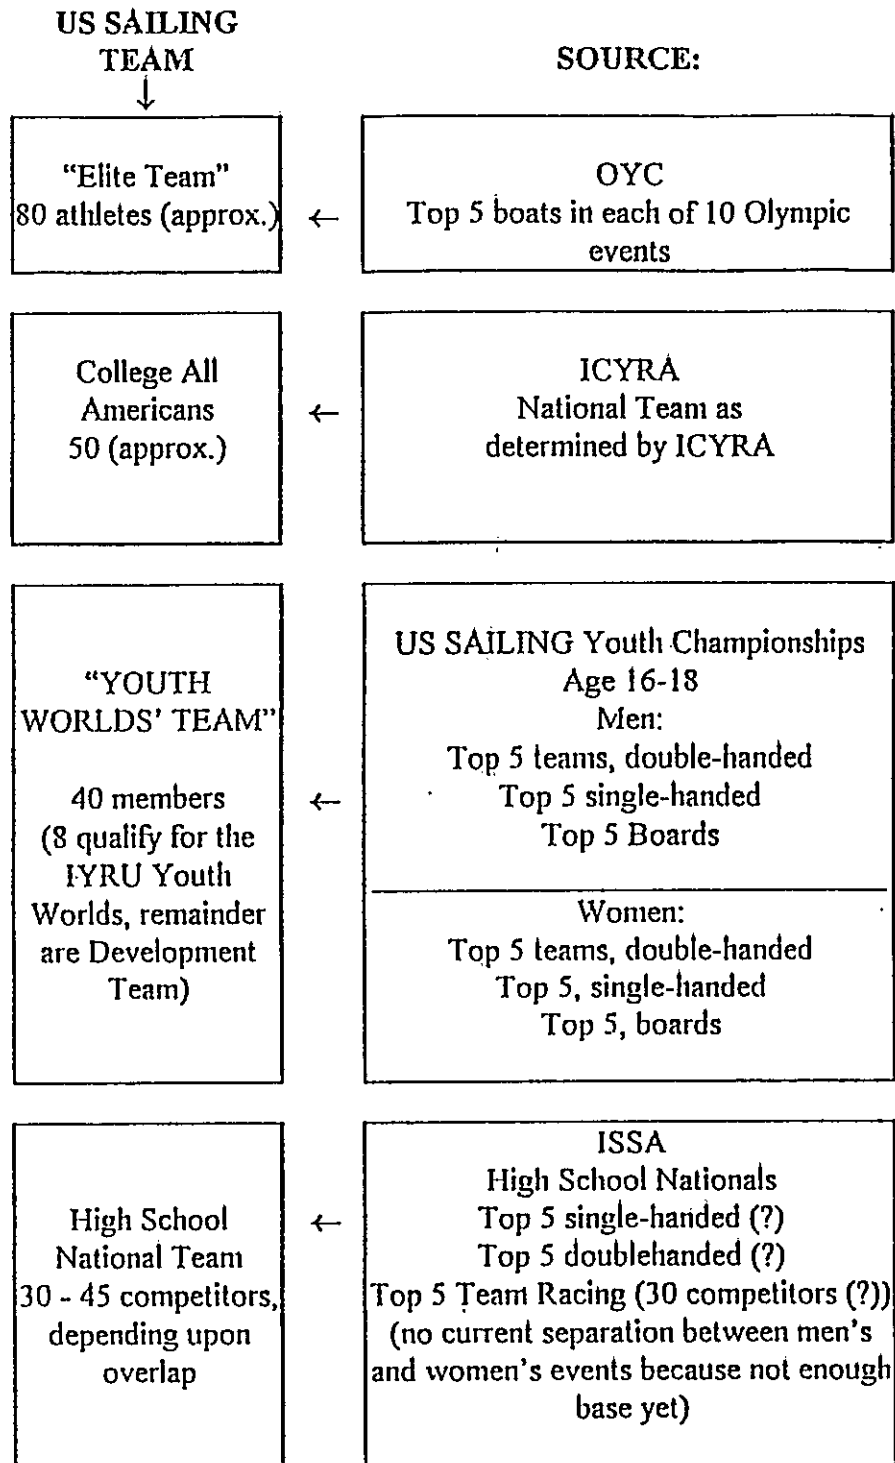 US SAILING
TEAM
↓
SOURCE:
"Elite Team"
80 athletes (approx.)
←
OYC
Top 5 boats in each of 10 Olympic
events
College All
Americans
50 (approx.)
←
ICYRA
National Team as
determined by ICYRA
"YOUTH
WORLDS' TEAM"
40 members
(8 qualify for the
IYRU Youth
Worlds, remainder
are Development
Team)
←
US SAILING Youth Championships
Age 16-18
Men:
Top 5 teams, double-handed
Top 5 single-handed
Top 5 Boards
Women:
Top 5 teams, double-handed
Top 5, single-handed
Top 5, boards
High School
National Team
30 - 45 competitors,
depending upon
overlap
←
ISSA
High School Nationals
Top 5 single-handed (?)
Top 5 doublehanded (?)
Top 5 Team Racing (30 competitors (?))
(no current separation between men's
and women's events because not enough
base yet)